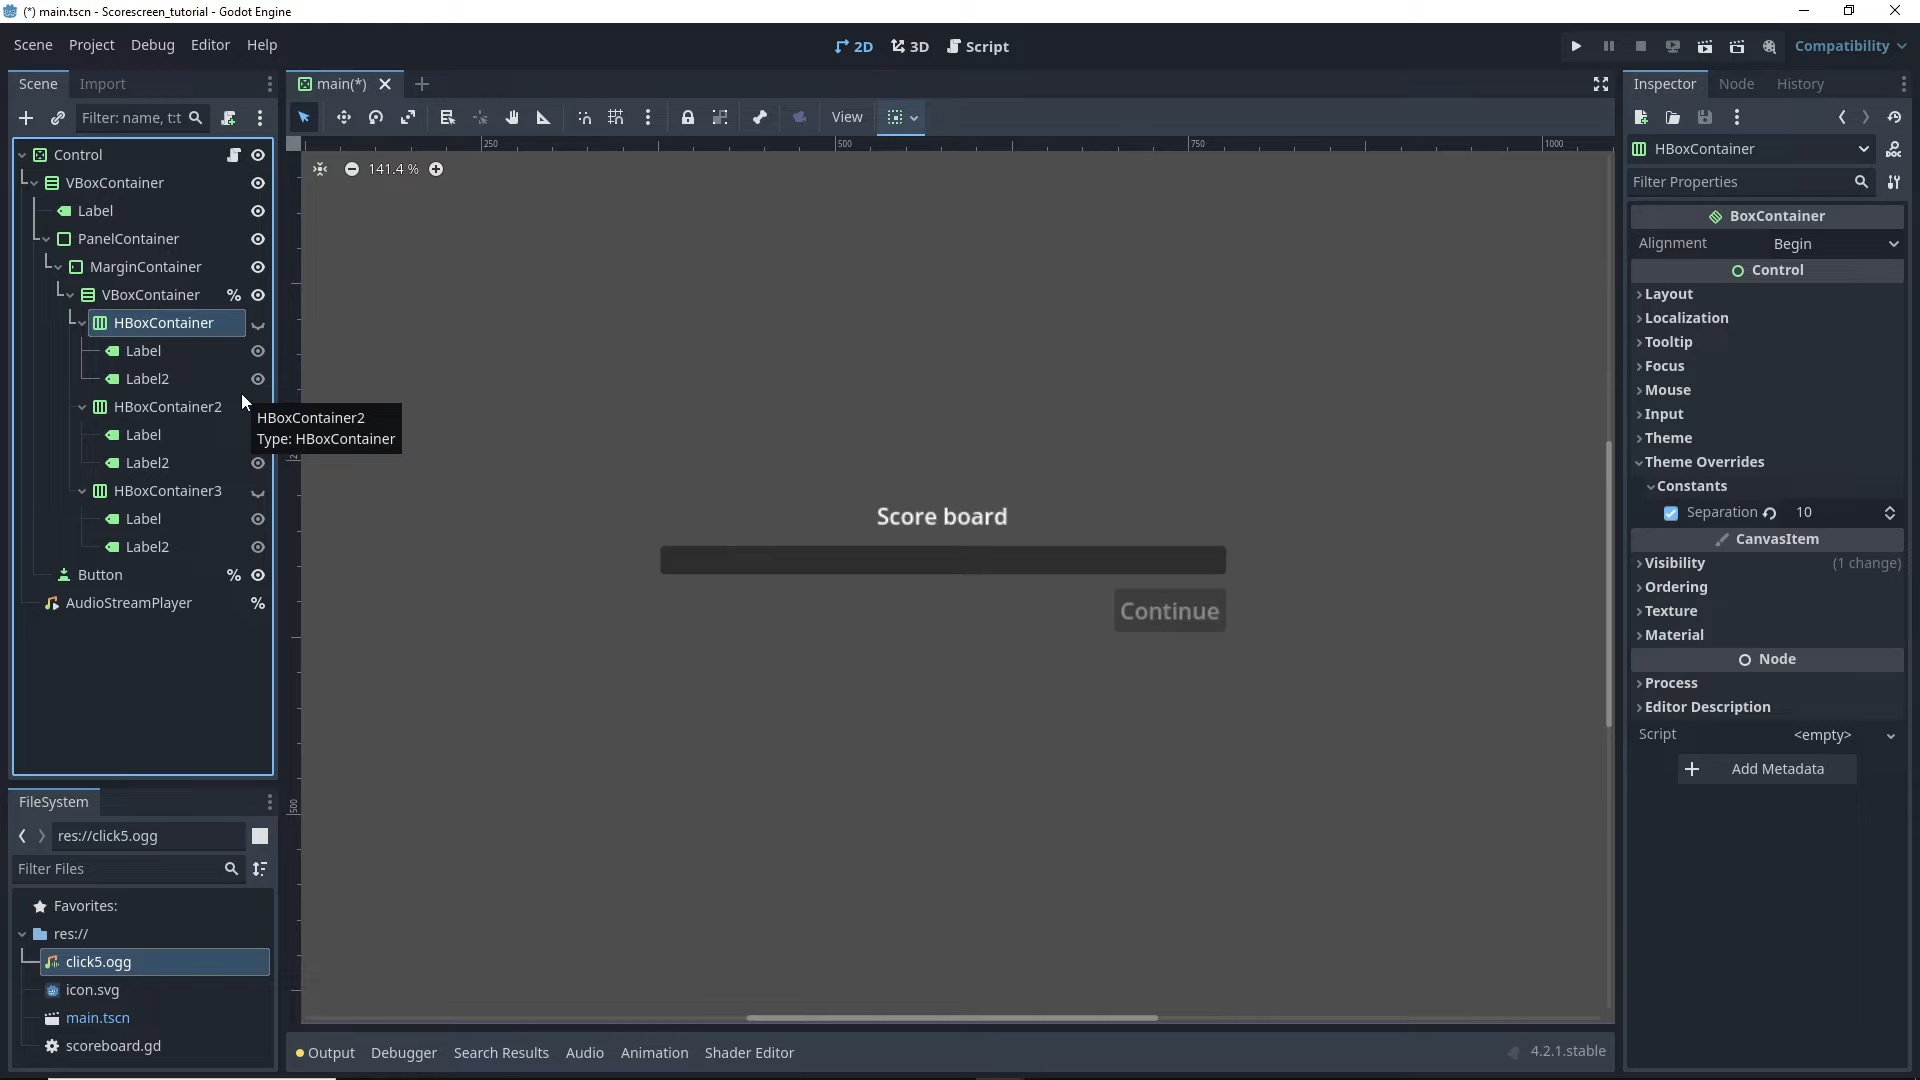 (*) main.tscn - Scorescreen_tutorial - Godot Engine
Scene Project Debug Editor Help
2D 3D Script
Compatibility
Scene Import
main(*)
Inspector Node History
Filter: name, t:t
View
Control
VBoxContainer
Label
PanelContainer
MarginContainer
VBoxContainer %
HBoxContainer
Label
Label2
HBoxContainer2
Label
Label2
HBoxContainer3
Label
Label2
Button %
AudioStreamPlayer %
HBoxContainer2
Type: HBoxContainer
250 500 750 1000
141.4 %
500
Score board
Continue
HBoxContainer
Filter Properties
BoxContainer
Alignment Begin
Control
Layout
Localization
Tooltip
Focus
Mouse
Input
Theme
Theme Overrides
Constants
Separation 10
CanvasItem
Visibility (1 change)
Ordering
Texture
Material
Node
Process
Editor Description
Script <empty>
Add Metadata
FileSystem
res://click5.ogg
Filter Files
Favorites:
res://
click5.ogg
icon.svg
main.tscn
scoreboard.gd
Output Debugger Search Results Audio Animation Shader Editor
4.2.1.stable